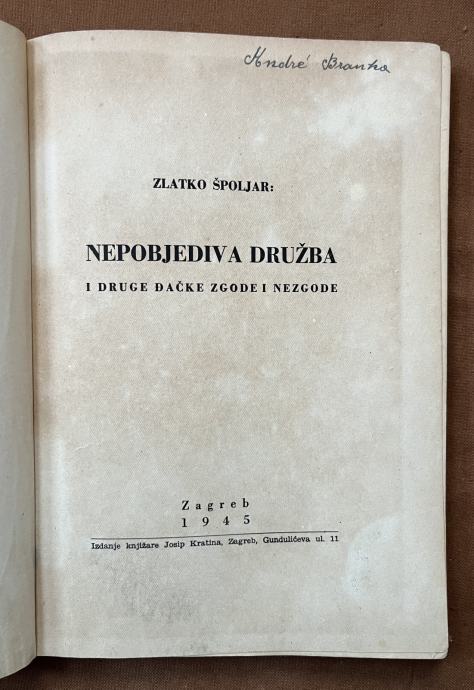 André Branka
ZLATKO ŠPOLJAR:
NEPOBJEDIVA DRUŽBA
I DRUGE ĐAČKE ZGODE I NEZGODE
Zagreb
1945
Izdanje knjižare Josip Kratina, Zagreb, Gundulićeva ul. 11